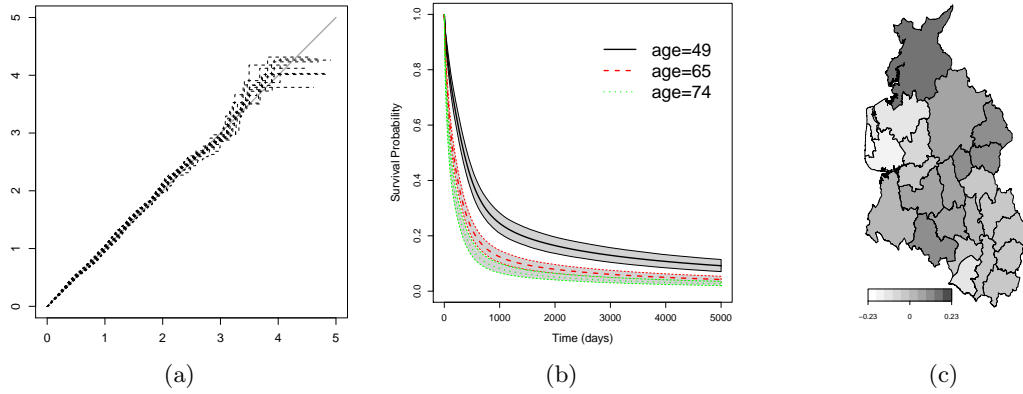 5
4
3
2
1
0
0 1 2 3 4 5
(a)
Survival Probability
1.0
0.8
0.6
0.4
0.2
0.0
age=49
age=65
age=74
0 1000 2000 3000 4000 5000
Time (days)
(b)
−0.23 0 0.23
(c)